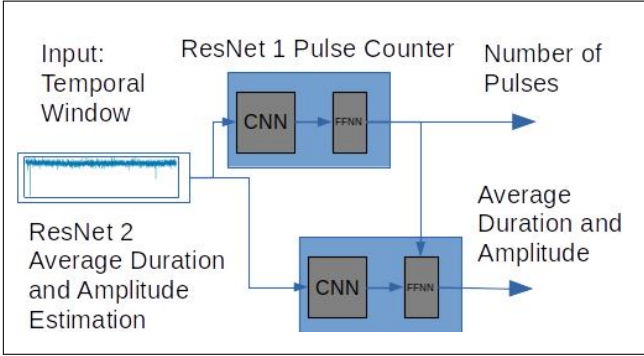 Input:
Temporal
Window
ResNet 1 Pulse Counter
CNN
FFNN
Number of
Pulses
ResNet 2
Average Duration
and Amplitude
Estimation
CNN
FFNN
Average
Duration and
Amplitude